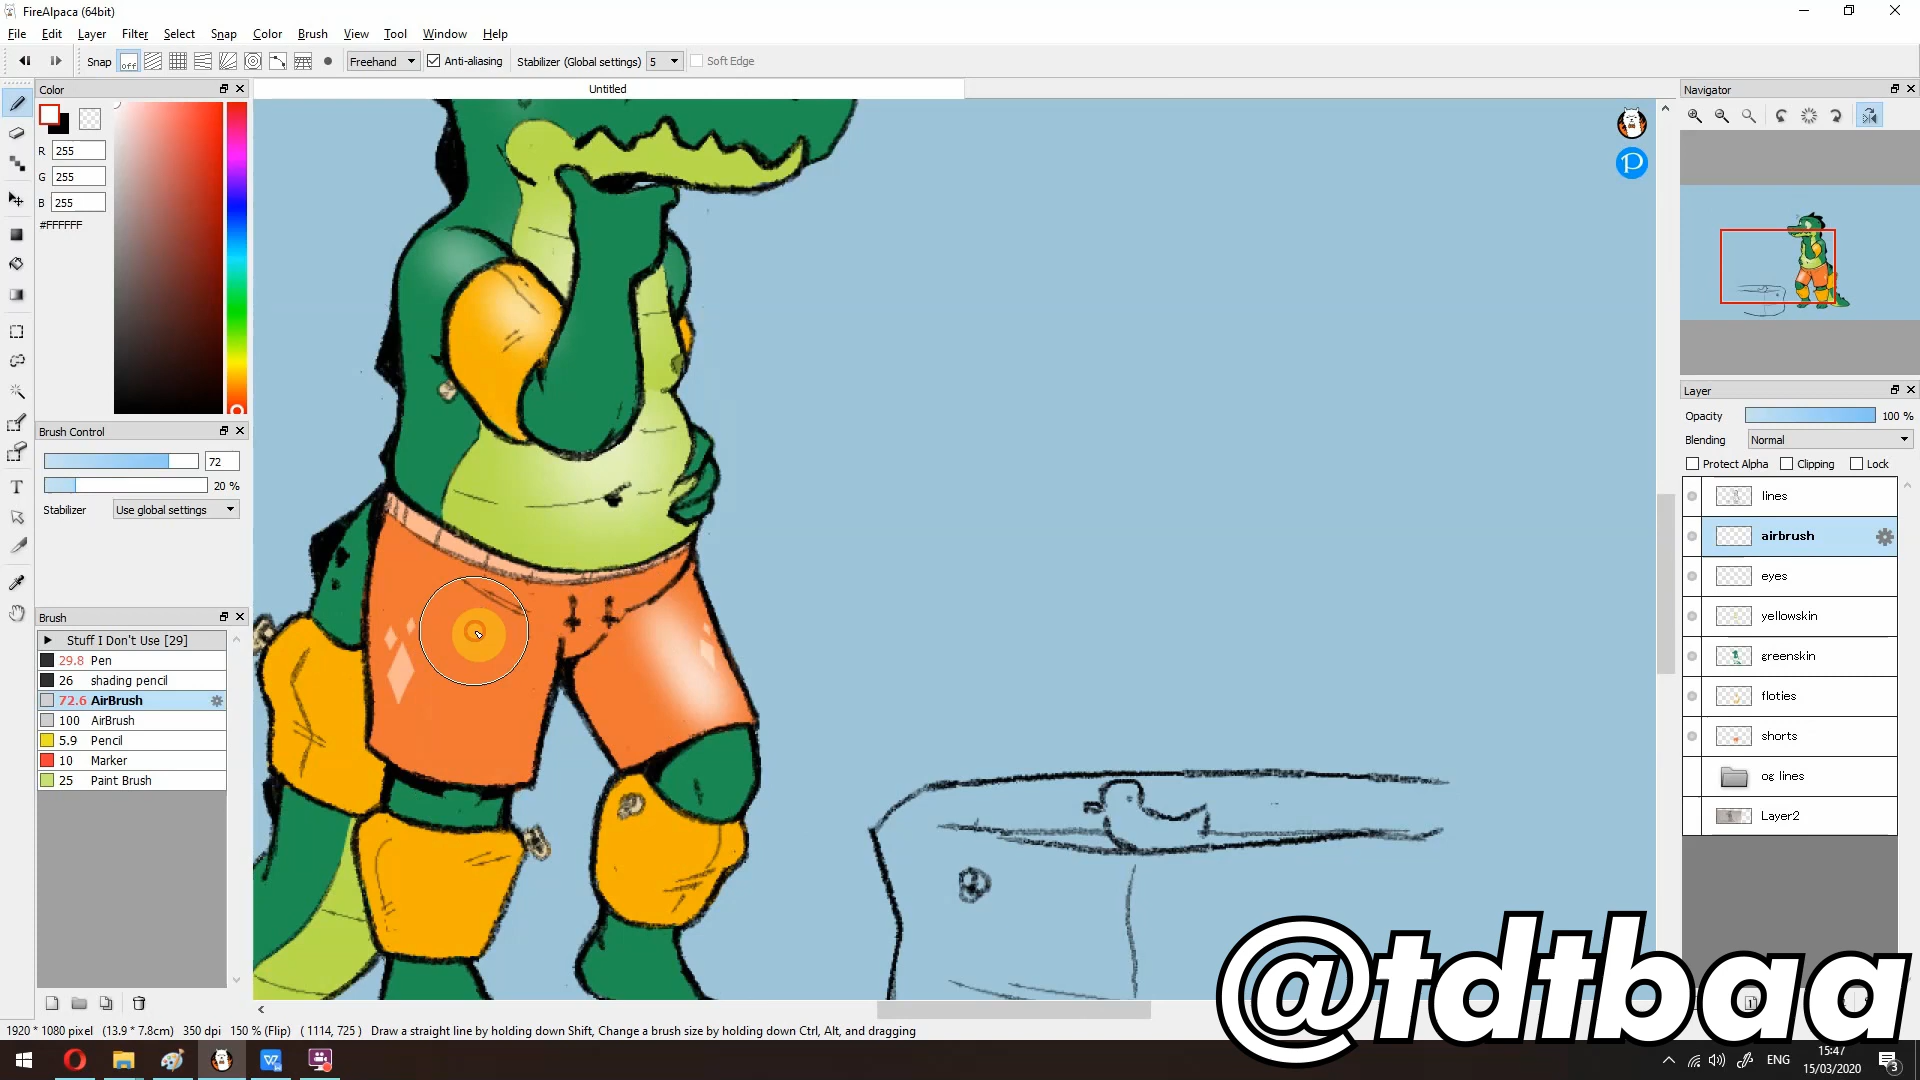 FireAlpaca (64bit)
File Edit Layer Filter Select Snap Color Brush View Tool Window Help
Snap off Freehand Anti-aliasing Stabilizer (Global settings) 5 Soft Edge
Color
Untitled
Navigator
R 255
G 255
B 255
#FFFFFF
Brush Control
72
20 %
Stabilizer Use global settings
Brush
Stuff I Don't Use [29]
29.8 Pen
26 shading pencil
72.6 AirBrush
100 AirBrush
5.9 Pencil
10 Marker
25 Paint Brush
P
Layer
Opacity 100 %
Blending Normal
Protect Alpha Clipping Lock
lines
airbrush
eyes
yellowskin
greenskin
floties
shorts
og lines
Layer2
@tdtbaa
1920 * 1080 pixel (13.9 * 7.8cm) 350 dpi 150 % (Flip) ( 1114, 725 ) Draw a straight line by holding down Shift, Change a brush size by holding down Ctrl, Alt, and dragging
ENG
15:47
15/03/2020
3